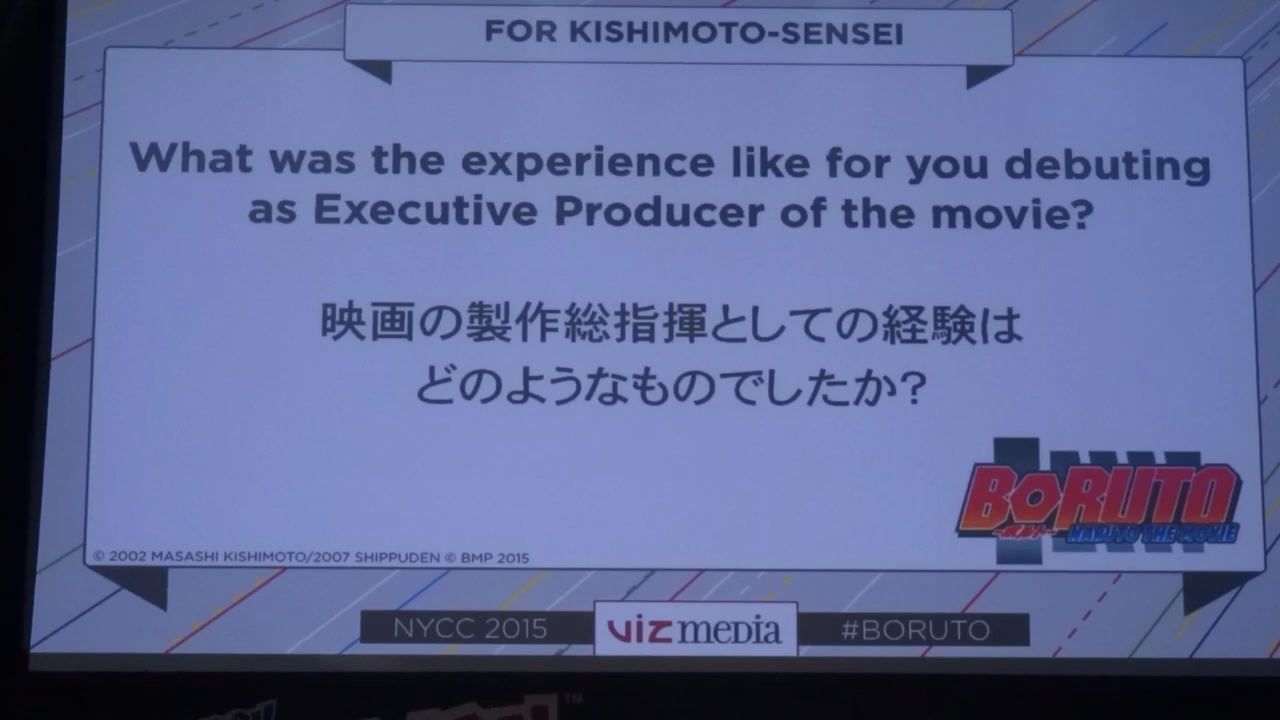 FOR KISHIMOTO-SENSEI
What was the experience like for you debuting
as Executive Producer of the movie?
映画の製作総指揮としての経験は
どのようなものでしたか?
BORUTO
NARUTO THE MOVIE
© 2002 MASASHI KISHIMOTO/2007 SHIPPUDEN © BMP 2015
NYCC 2015
VIZ media
#BORUTO